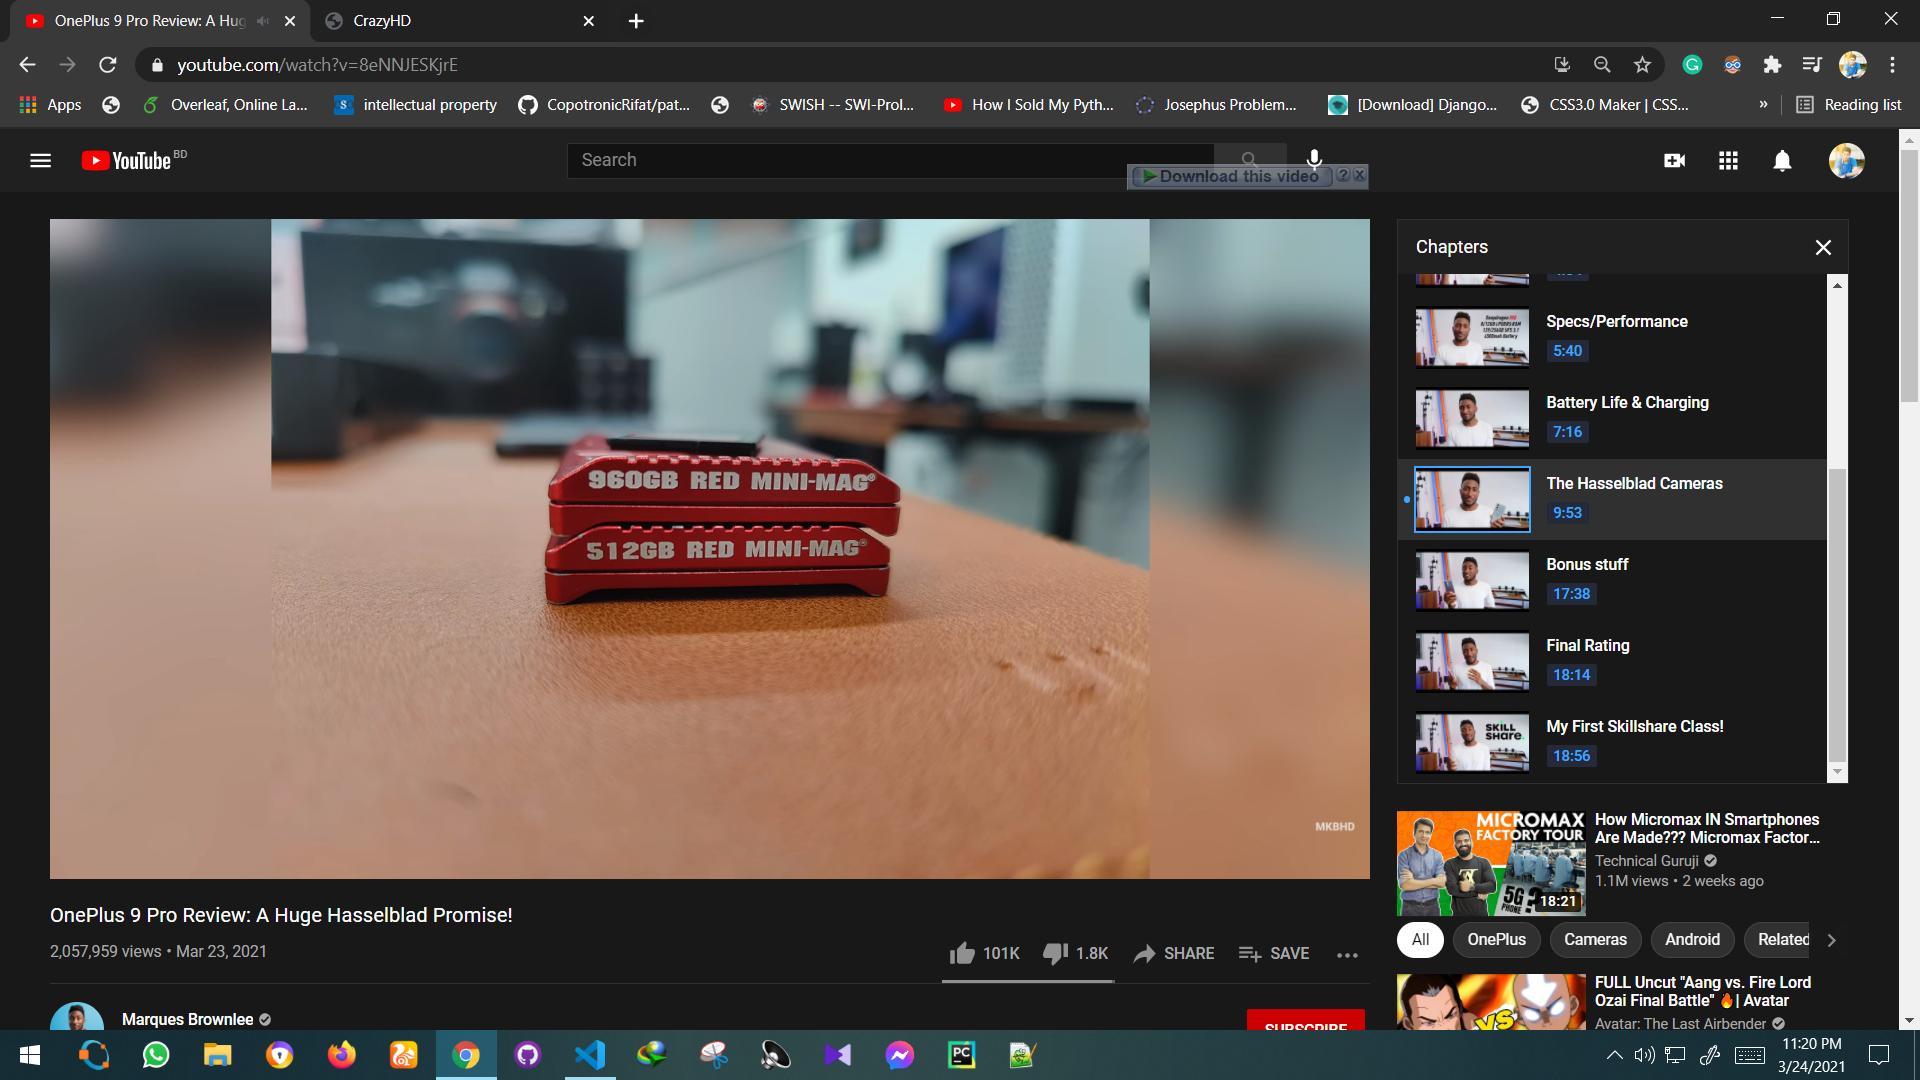 OnePlus 9 Pro Review: A Hug
CrazyHD
youtube.com/watch?v=8eNNJESKjrE
Apps
Overleaf, Online La...
intellectual property
CopotronicRifat/pat...
SWISH -- SWI-Prol...
How I Sold My Pyth...
Josephus Problem...
[Download] Django...
CSS3.0 Maker | CSS...
»
Reading list
YouTube BD
Search
Download this video
960GB RED MINI-MAG®
512GB RED MINI-MAG®
MKBHD
Chapters
Specs/Performance
5:40
Battery Life & Charging
7:16
The Hasselblad Cameras
9:53
Bonus stuff
17:38
Final Rating
18:14
SKILL
SHARE.
My First Skillshare Class!
18:56
MICROMAX
FACTORY TOUR
5G ?
PHONE
18:21
How Micromax IN Smartphones
Are Made??? Micromax Factor...
Technical Guruji
1.1M views • 2 weeks ago
All
OnePlus
Cameras
Android
Related
VS
FULL Uncut "Aang vs. Fire Lord
Ozai Final Battle" 🔥| Avatar
Avatar: The Last Airbender
OnePlus 9 Pro Review: A Huge Hasselblad Promise!
2,057,959 views • Mar 23, 2021
101K
1.8K
SHARE
SAVE
Marques Brownlee
SUBSCRIBE
PC
11:20 PM
3/24/2021